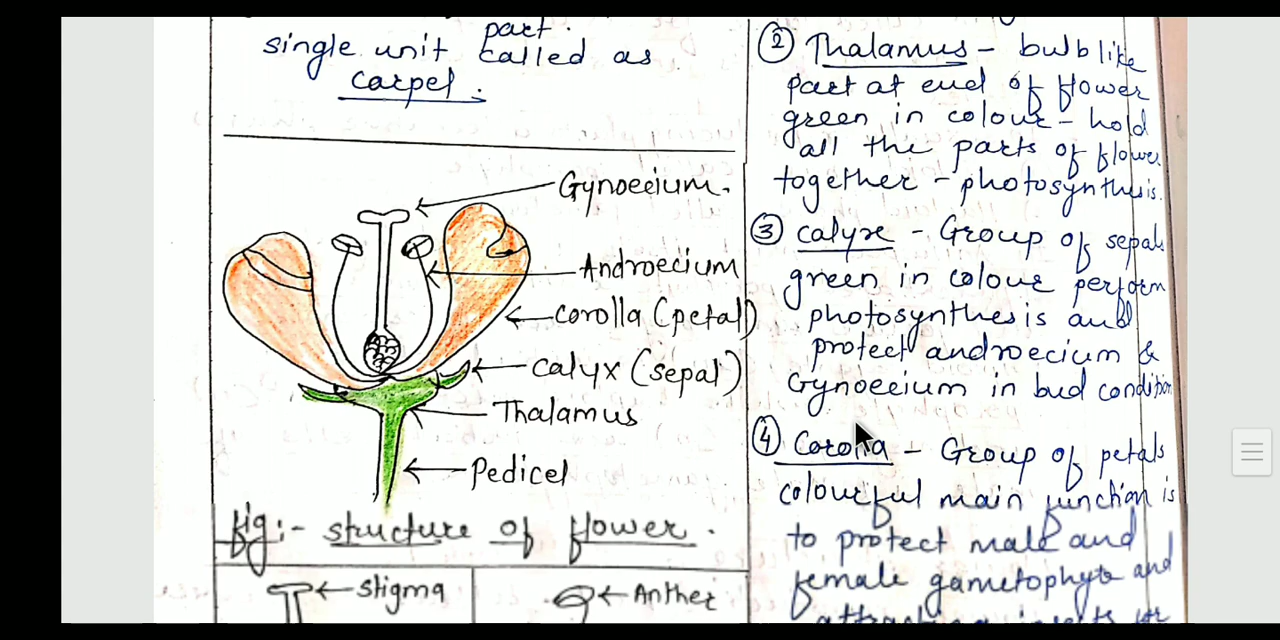 part.
single unit called as
carpel.
Gynoecium.
Androecium
corolla (petal)
calyx (sepal)
Thalamus
Pedicel
fig:- structure of flower.
stigma
Anther
② Thalamus - bulb like
part at end of flower
green in colour - hold
all the parts of flower
together - photosynthesis.
③ calyx - Group of sepals
green in colour perform
photosynthesis and
protect androecium &
Gynoecium in bud condition
④ Corolla - Group of petals
colourful main function is
to protect male and
female gametophyte and